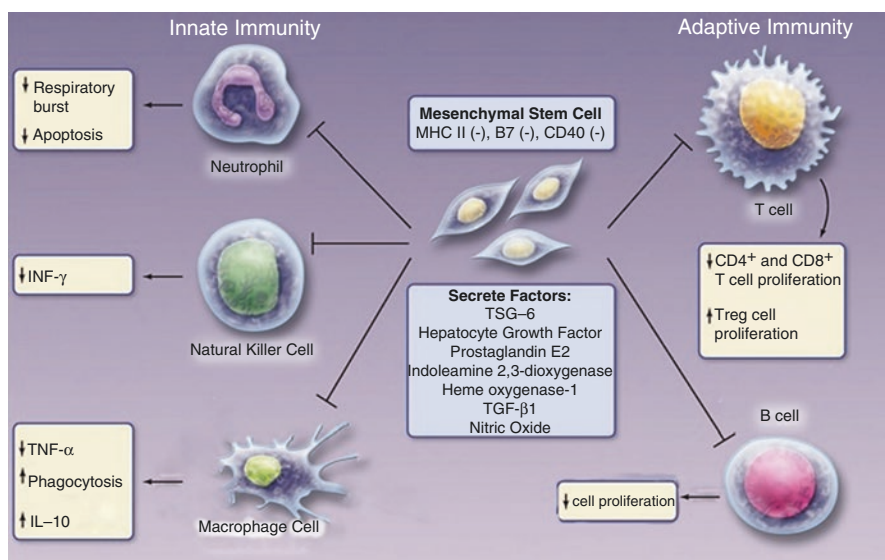 Innate Immunity
Adaptive Immunity
Respiratory
burst
Apoptosis
Neutrophil
Mesenchymal Stem Cell
MHC II (-), B7 (-), CD40 (-)
T cell
INF-γ
Natural Killer Cell
CD4⁺ and CD8⁺
T cell proliferation
Treg cell
proliferation
Secrete Factors:
TSG–6
Hepatocyte Growth Factor
Prostaglandin E2
Indoleamine 2,3-dioxygenase
Heme oxygenase-1
TGF-β1
Nitric Oxide
TNF-α
Phagocytosis
IL–10
Macrophage Cell
B cell
cell proliferation